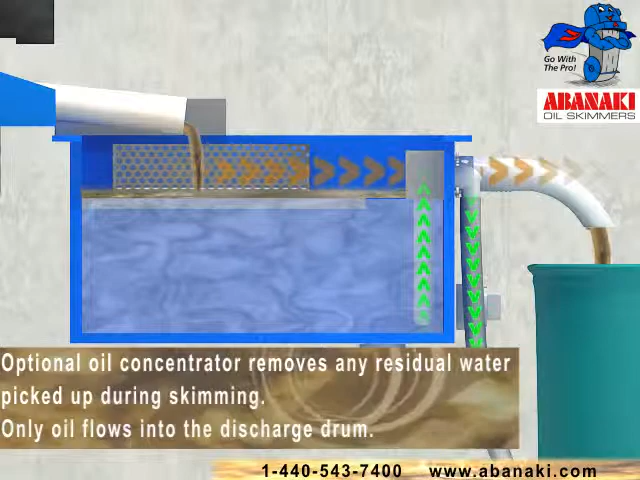 Go With
The Pro!
ABANAKI
OIL SKIMMERS
Optional oil concentrator removes any residual water
picked up during skimming.
Only oil flows into the discharge drum.
1-440-543-7400 www.abanaki.com